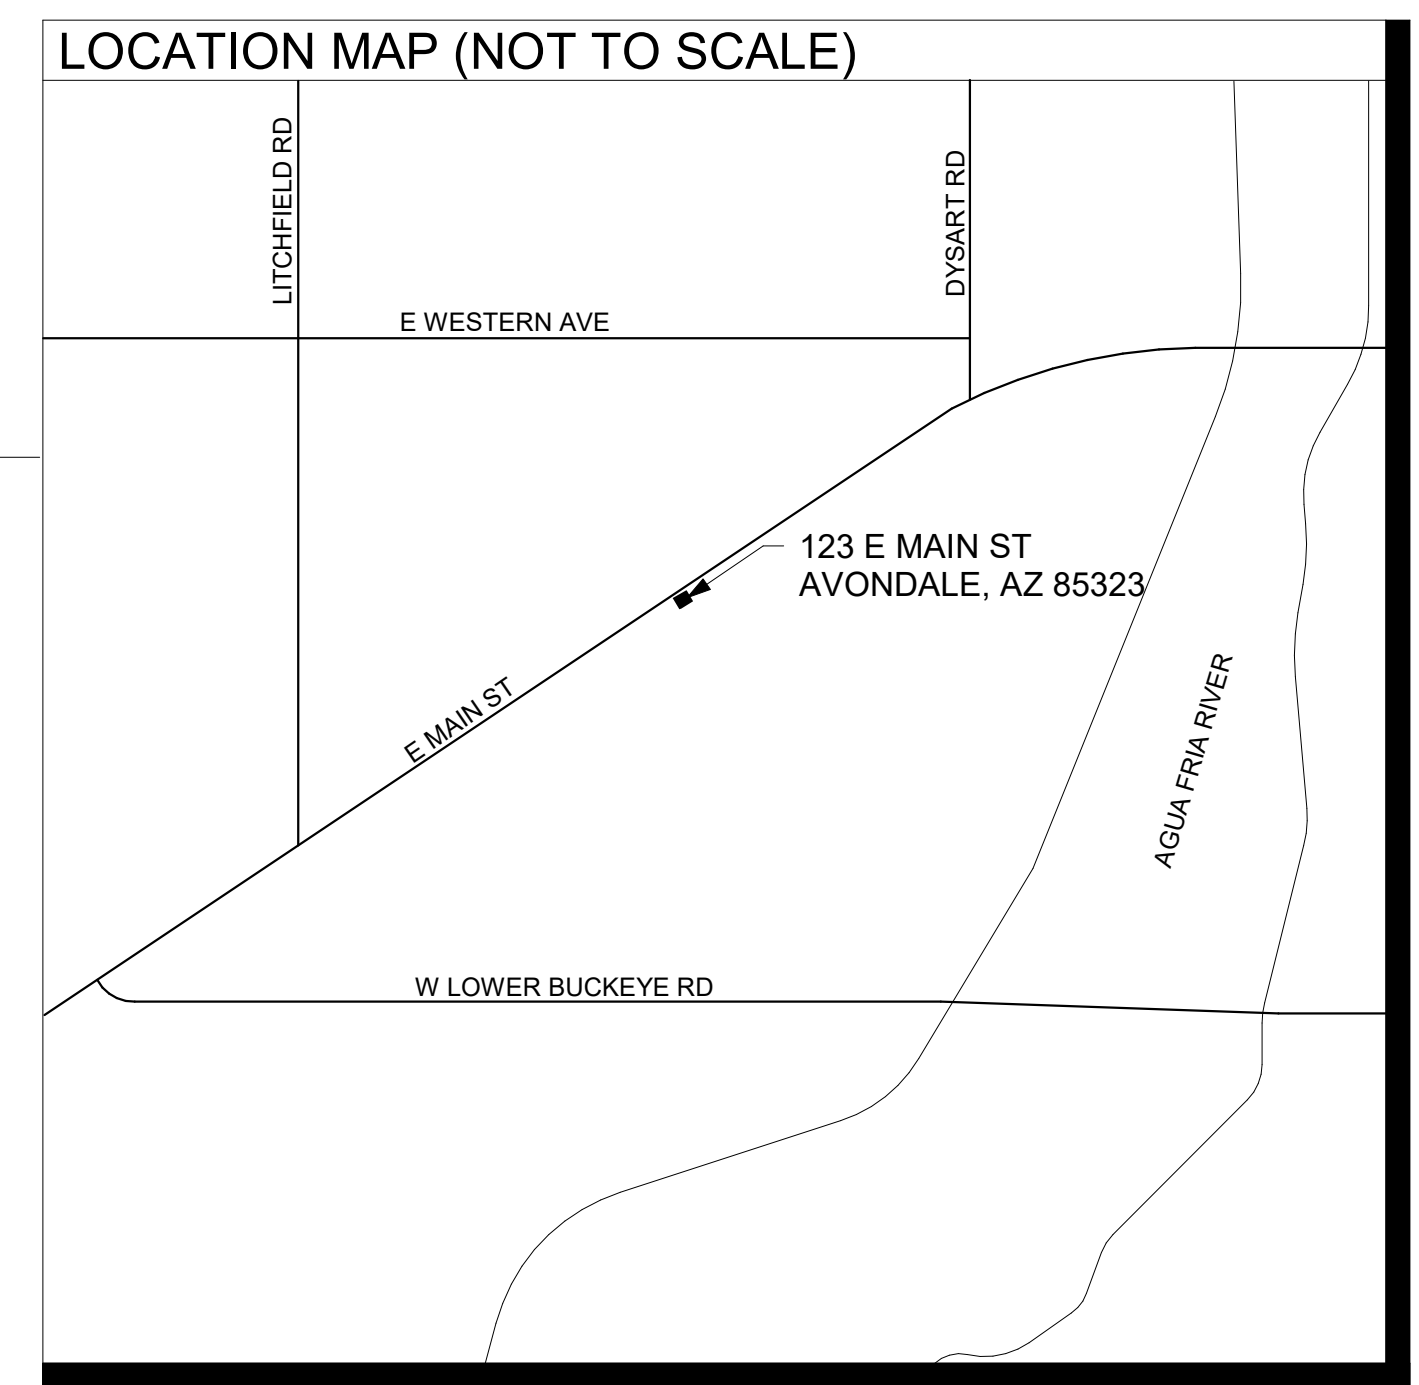 LOCATION MAP (NOT TO SCALE)
LITCHFIELD RD
DYSART RD
E WESTERN AVE
123 E MAIN ST
AVONDALE, AZ 85323
E MAIN ST
AGUA FRIA RIVER
W LOWER BUCKEYE RD